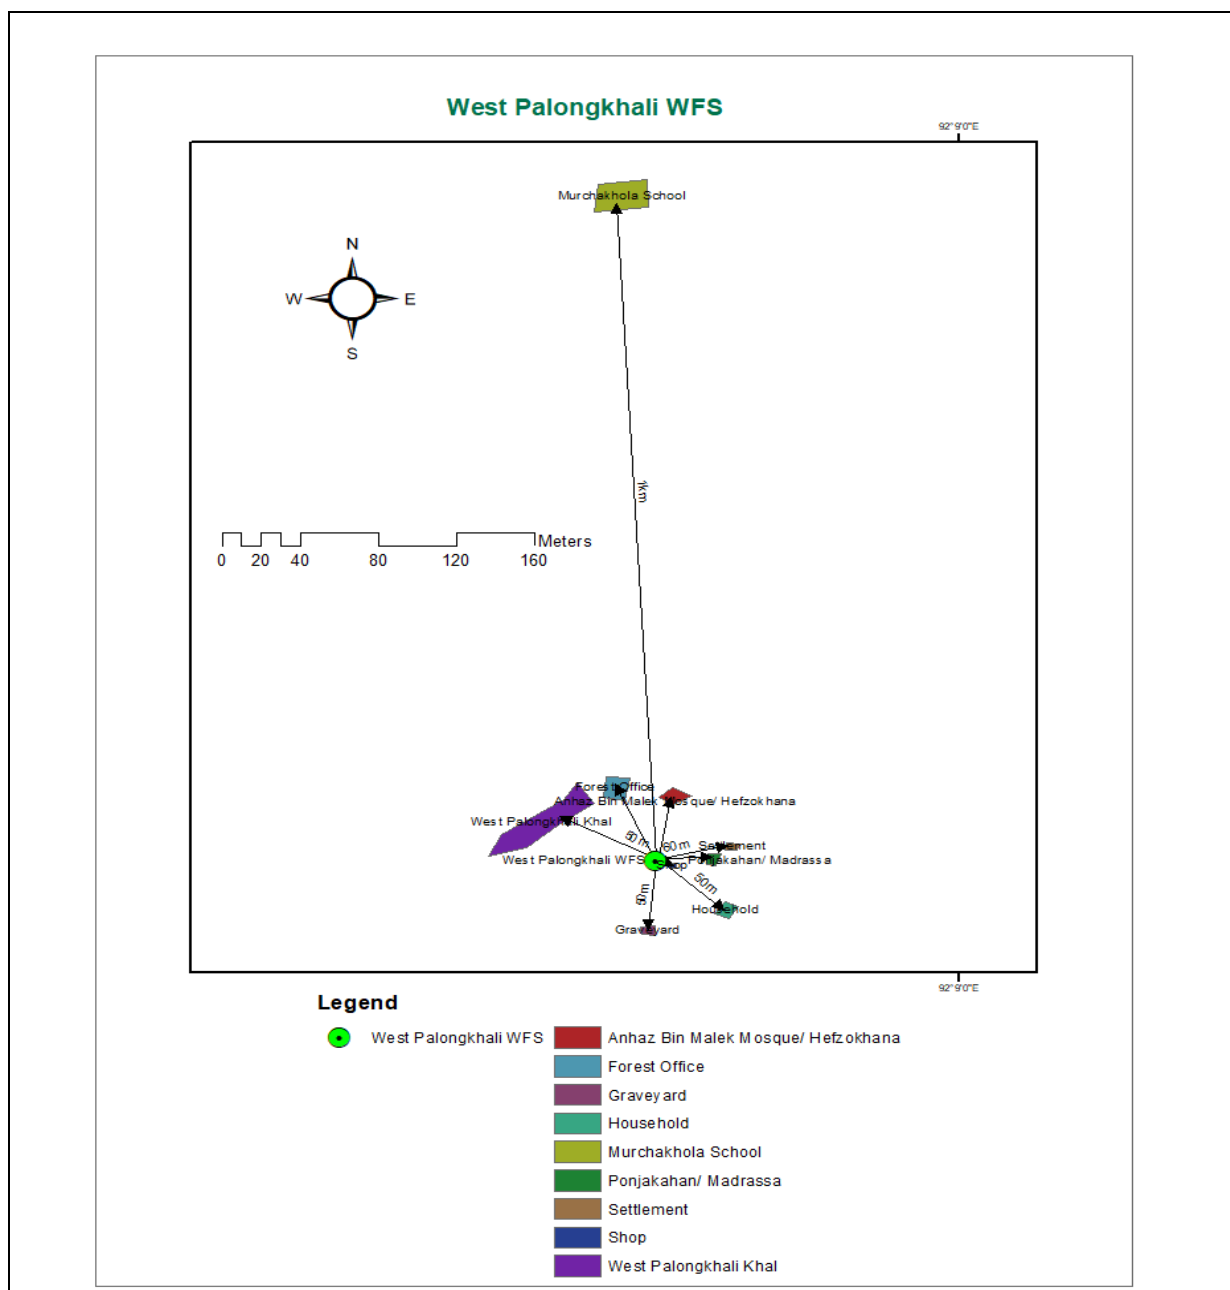 West Palongkhali WFS
92°9'0"E
Murchakhola School
N
W E
S
1km
Meters
0 20 40 80 120 160
Forest Office
Anhaz Bin Malek Mosque/ Hefzokhana
West Palongkhali Khal
50m 60m Settlement
West Palongkhali WFS Shop Ponjakahan/ Madrassa
50m 50m
Household
Graveyard
92°9'0"E
Legend
West Palongkhali WFS
Anhaz Bin Malek Mosque/ Hefzokhana
Forest Office
Graveyard
Household
Murchakhola School
Ponjakahan/ Madrassa
Settlement
Shop
West Palongkhali Khal